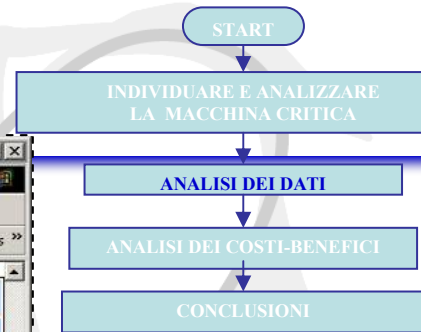 START
INDIVIDUARE E ANALIZZARE
LA MACCHINA CRITICA
ANALISI DEI DATI
ANALISI DEI COSTI-BENEFICI
CONCLUSIONI